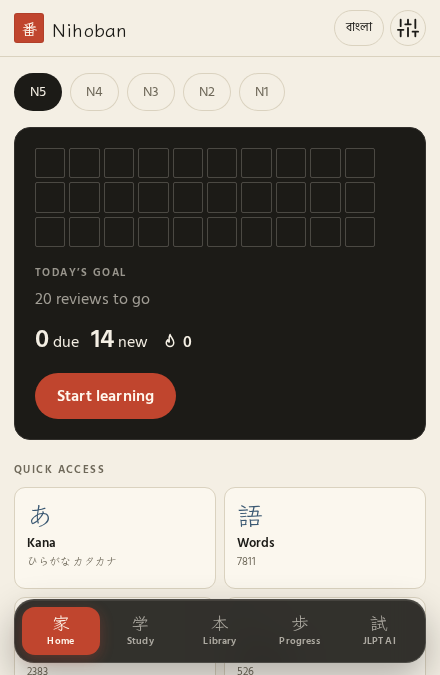 番 Nihoban বাংলা
N5 N4 N3 N2 N1
TODAY'S GOAL
20 reviews to go
0 due 14 new 0
Start learning
QUICK ACCESS
あ 語
Kana Words
ひらがな カタカナ 7811
家 学 本 歩 試
Home Study Library Progress JLPT AI
2383 526